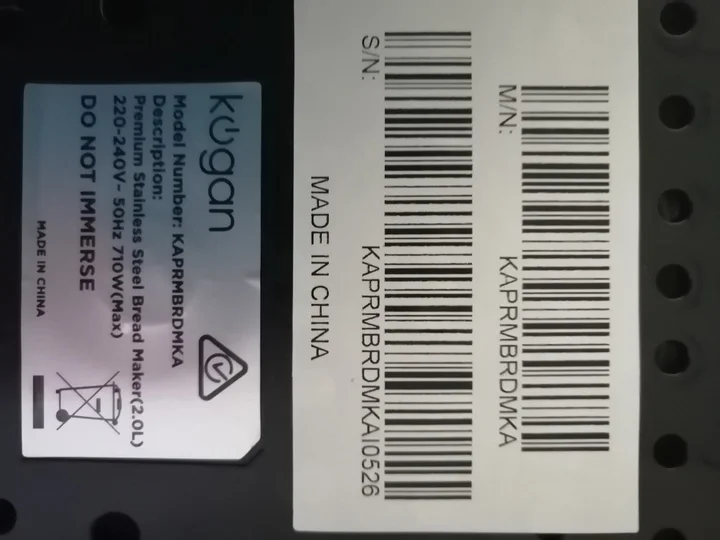 kogan
Model Number: KAPRMBRDMKA
Description:
Premium Stainless Steel Bread Maker(2.0L)
220-240V~ 50Hz 710W(Max)
DO NOT IMMERSE
MADE IN CHINA
M/N:
KAPRMBRDMKA
S/N:
KAPRMBRDMKAI0526
MADE IN CHINA